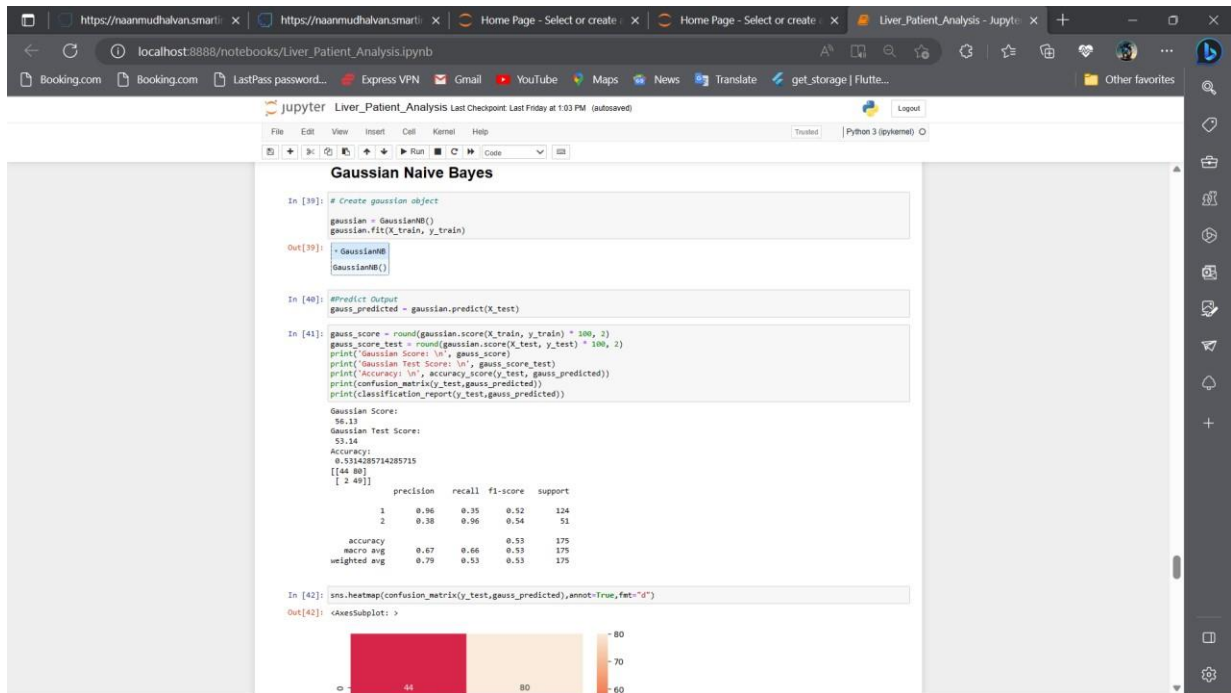 https://naanmudhalvan.smartin
https://naanmudhalvan.smartin
Home Page - Select or create a
Home Page - Select or create a
Liver_Patient_Analysis - Jupyter
localhost:8888/notebooks/Liver_Patient_Analysis.ipynb
Booking.com
Booking.com
LastPass password...
Express VPN
Gmail
YouTube
Maps
News
Translate
get_storage | Flutte...
Other favorites
jupyter Liver_Patient_Analysis Last Checkpoint: Last Friday at 1:03 PM (autosaved)
Logout
File Edit View Insert Cell Kernel Help
Trusted
Python 3 (ipykernel)
Run
Code
Gaussian Naive Bayes
In [39]: # Create gaussian object
gaussian = GaussianNB()
gaussian.fit(X_train, y_train)
Out[39]: GaussianNB
GaussianNB()
In [40]: #Predict Output
gauss_predicted = gaussian.predict(X_test)
In [41]: gauss_score = round(gaussian.score(X_train, y_train) * 100, 2)
gauss_score_test = round(gaussian.score(X_test, y_test) * 100, 2)
print('Gaussian Score: \n', gauss_score)
print('Gaussian Test Score: \n', gauss_score_test)
print('Accuracy: \n', accuracy_score(y_test, gauss_predicted))
print(confusion_matrix(y_test,gauss_predicted))
print(classification_report(y_test,gauss_predicted))
Gaussian Score:
56.13
Gaussian Test Score:
53.14
Accuracy:
0.5314285714285715
[[44 80]
[ 2 49]]
precision recall f1-score support
1 0.96 0.35 0.52 124
2 0.38 0.96 0.54 51
accuracy 0.53 175
macro avg 0.67 0.66 0.53 175
weighted avg 0.79 0.53 0.53 175
In [42]: sns.heatmap(confusion_matrix(y_test,gauss_predicted),annot=True,fmt="d")
Out[42]: <AxesSubplot: >
80
70
0 44 80 60